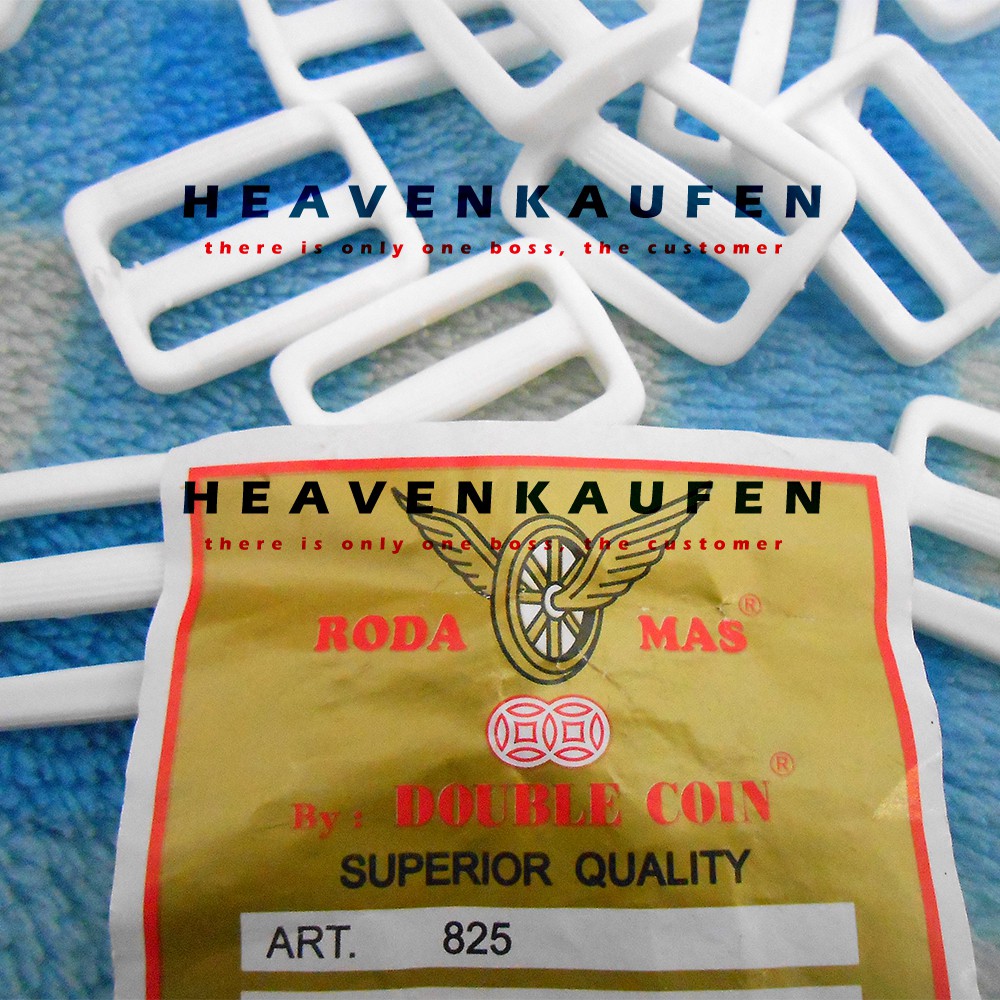 HEAVENKAUFEN
there is only one boss, the customer
HEAVENKAUFEN
there is only one boss, the customer
RODA MAS®
By : DOUBLE COIN®
SUPERIOR QUALITY
ART. 825